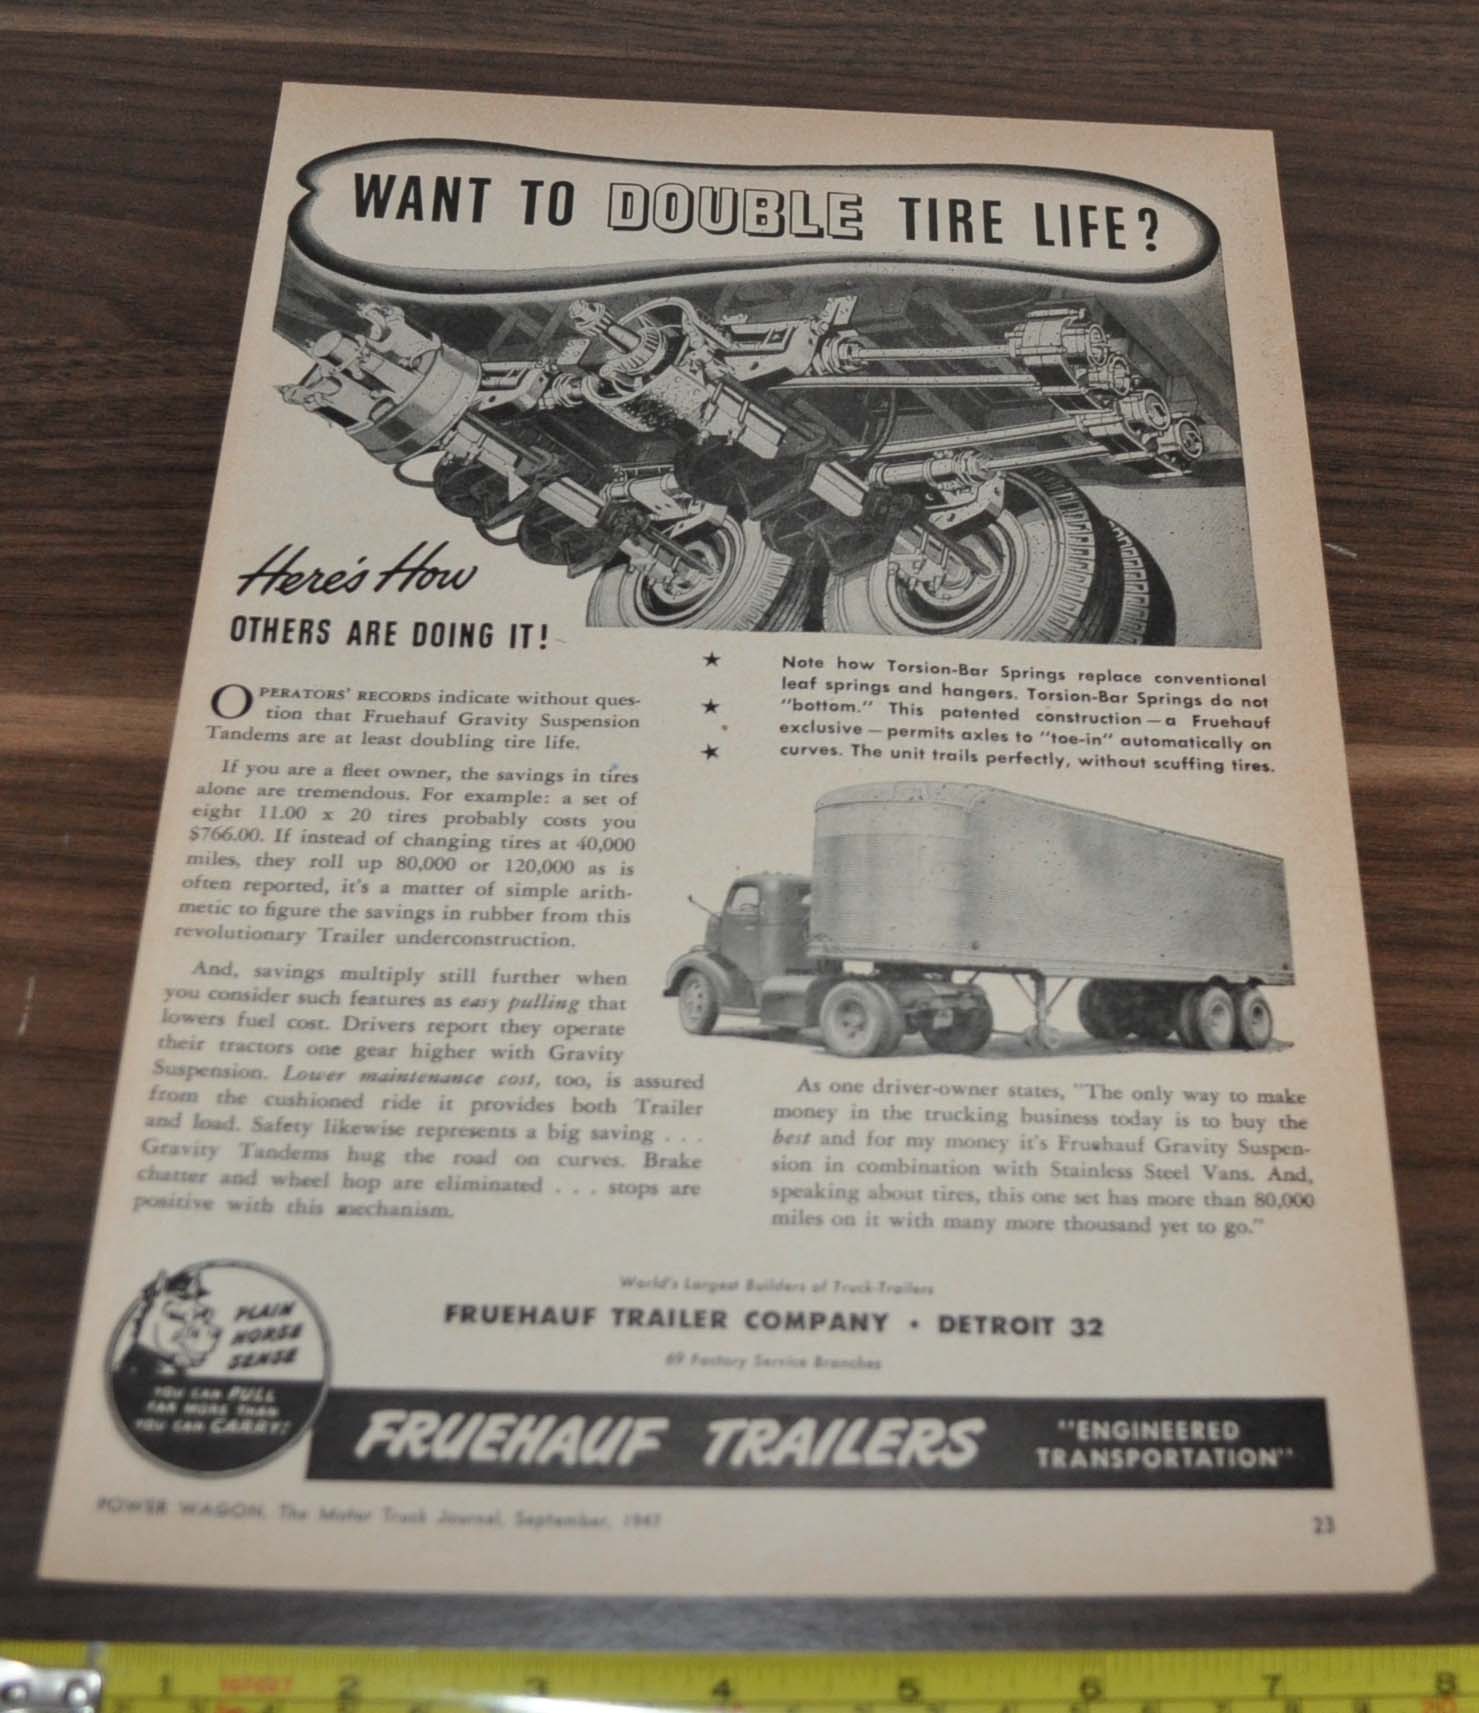 WANT TO DOUBLE TIRE LIFE?
Here's How
OTHERS ARE DOING IT!
OPERATORS' RECORDS indicate without ques-
tion that Fruehauf Gravity Suspension
Tandems are at least doubling tire life.
If you are a fleet owner, the savings in tires
alone are tremendous. For example: a set of
eight 11.00 x 20 tires probably costs you
$766.00. If instead of changing tires at 40,000
miles, they roll up 80,000 or 120,000 as is
often reported, it's a matter of simple arith-
metic to figure the savings in rubber from this
revolutionary Trailer underconstruction.
And, savings multiply still further when
you consider such features as easy pulling that
lowers fuel cost. Drivers report they operate
their tractors one gear higher with Gravity
Suspension. Lower maintenance cost, too, is assured
from the cushioned ride it provides both Trailer
and load. Safety likewise represents a big saving . . .
Gravity Tandems hug the road on curves. Brake
chatter and wheel hop are eliminated . . . stops are
positive with this mechanism.
★ Note how Torsion-Bar Springs replace conventional
leaf springs and hangers. Torsion-Bar Springs do not
★ "bottom." This patented construction — a Fruehauf
exclusive — permits axles to "toe-in" automatically on
★ curves. The unit trails perfectly, without scuffing tires.
As one driver-owner states, "The only way to make
money in the trucking business today is to buy the
best and for my money it's Fruehauf Gravity Suspen-
sion in combination with Stainless Steel Vans. And,
speaking about tires, this one set has more than 80,000
miles on it with many more thousand yet to go."
World's Largest Builders of Truck-Trailers
FRUEHAUF TRAILER COMPANY • DETROIT 32
69 Factory Service Branches
PLAIN
HORSE
SENSE
YOU CAN PULL
FAR MORE THAN
YOU CAN CARRY!
FRUEHAUF TRAILERS
"ENGINEERED
TRANSPORTATION"
POWER WAGON, The Motor Truck Journal, September, 1947
23
1 2 3 4 5 6 7 8